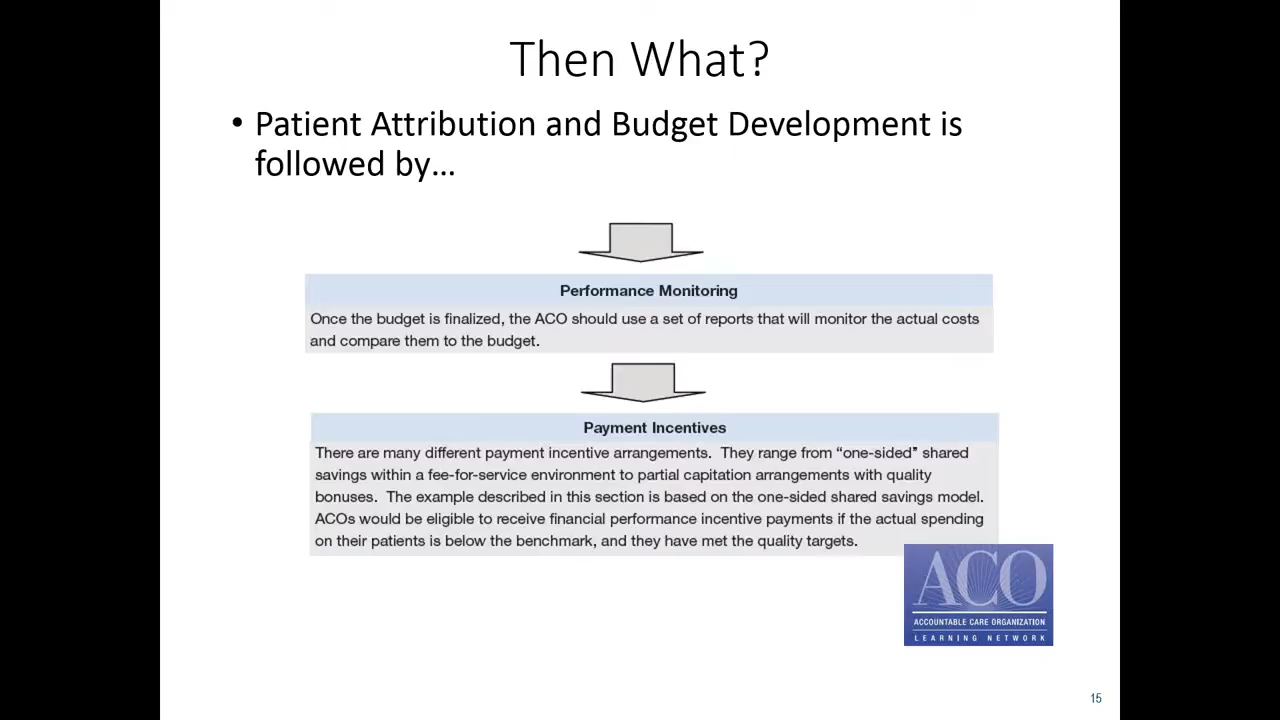 Then What?
• Patient Attribution and Budget Development is
followed by…
Performance Monitoring
Once the budget is finalized, the ACO should use a set of reports that will monitor the actual costs
and compare them to the budget.
Payment Incentives
There are many different payment incentive arrangements.  They range from “one-sided” shared
savings within a fee-for-service environment to partial capitation arrangements with quality
bonuses.  The example described in this section is based on the one-sided shared savings model.
ACOs would be eligible to receive financial performance incentive payments if the actual spending
on their patients is below the benchmark, and they have met the quality targets.
ACO
ACCOUNTABLE CARE ORGANIZATION
LEARNING NETWORK
15